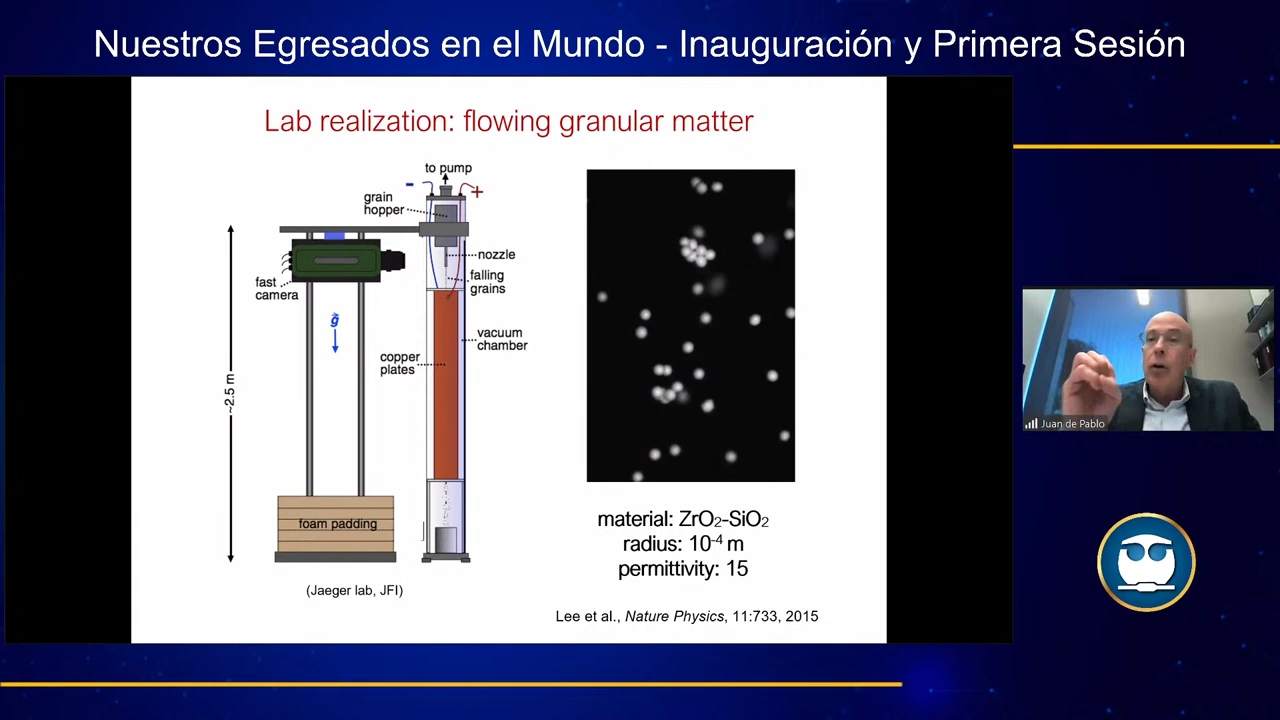 Nuestros Egresados en el Mundo - Inauguración y Primera Sesión
Lab realization: flowing granular matter
to pump
-
+
grain
hopper
nozzle
falling
grains
fast
camera
g
vacuum
chamber
copper
plates
~2.5 m
foam padding
(Jaeger lab, JFI)
material: ZrO2-SiO2
radius: 10-4 m
permittivity: 15
Lee et al., Nature Physics, 11:733, 2015
Juan de Pablo